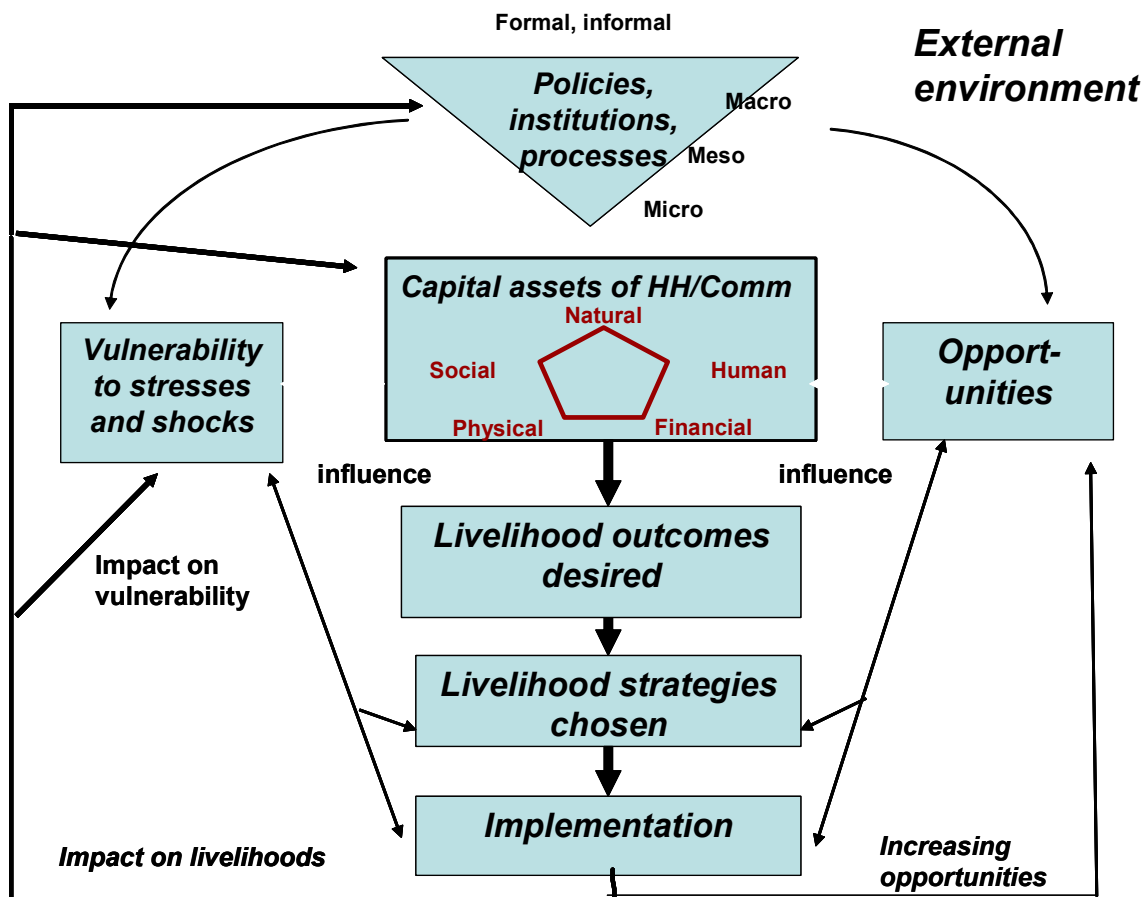 Formal, informal
External
environment
Policies,
institutions,
processes
Macro
Meso
Micro
Capital assets of HH/Comm
Natural
Social
Human
Physical
Financial
Vulnerability
to stresses
and shocks
Opport-
unities
influence
influence
Livelihood outcomes
desired
Impact on
vulnerability
Livelihood strategies
chosen
Implementation
Impact on livelihoods
Increasing
opportunities